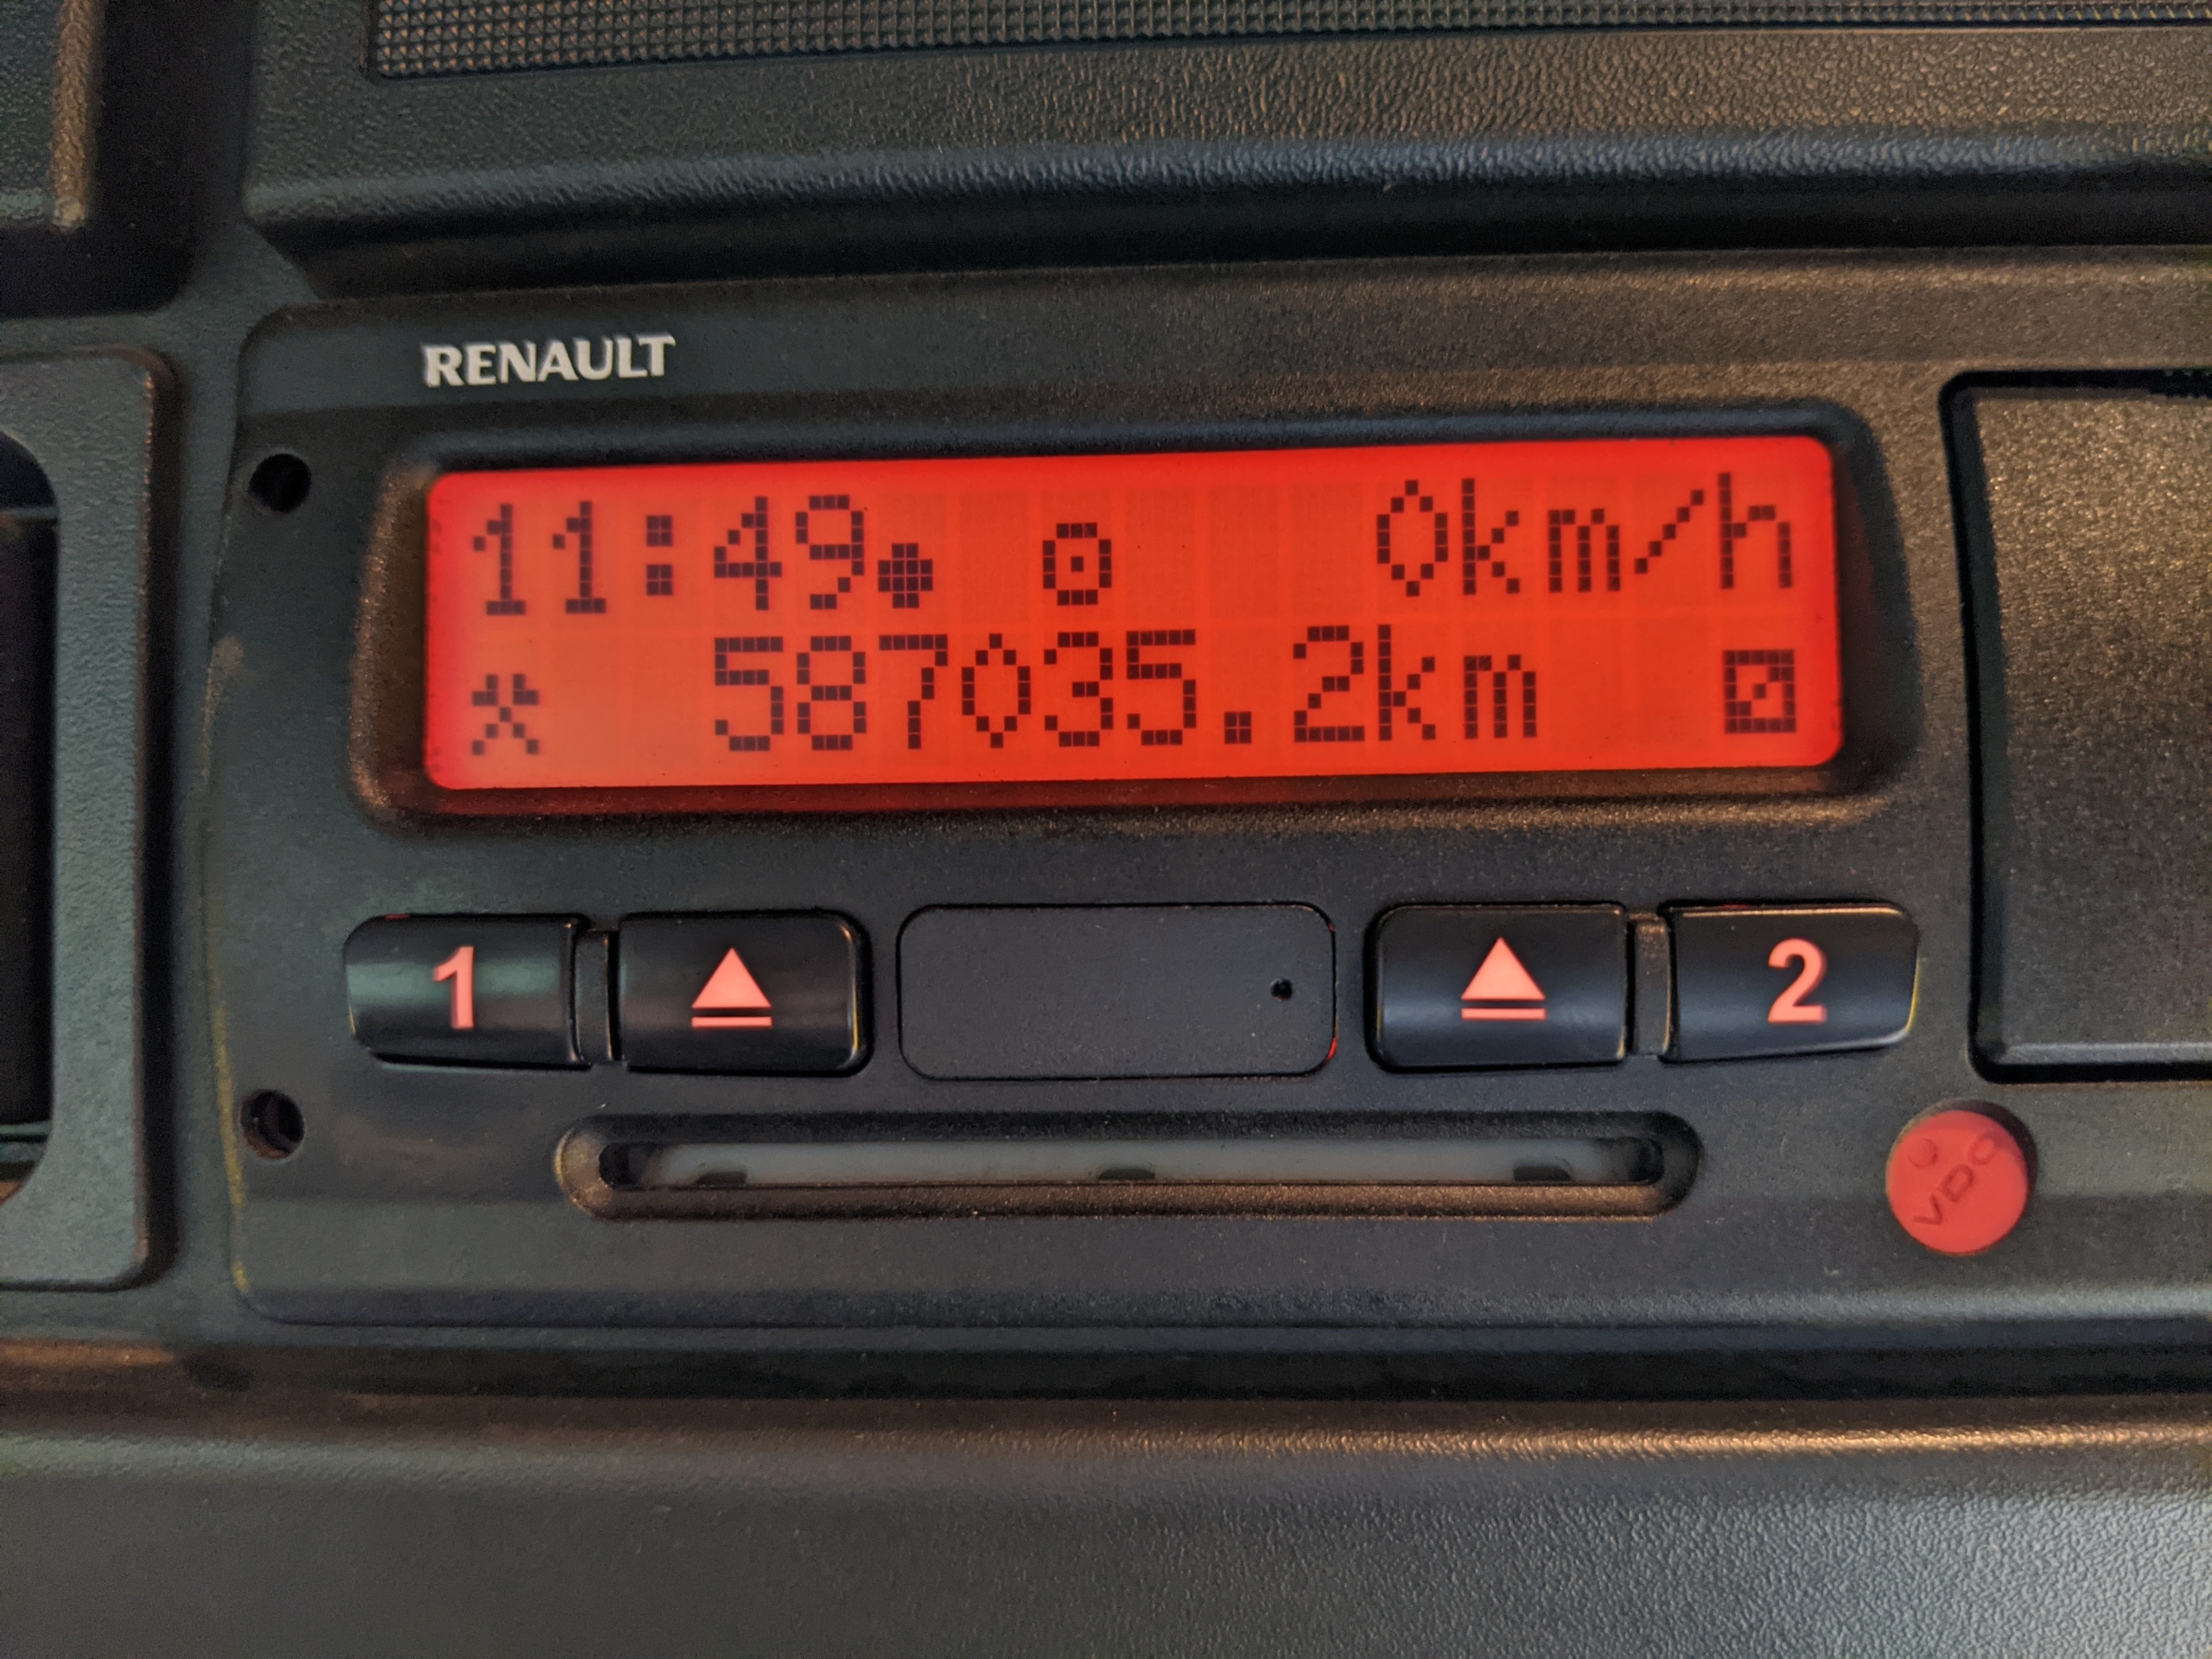 RENAULT
11:49 0km/h
587035.2km
1 2
VDO